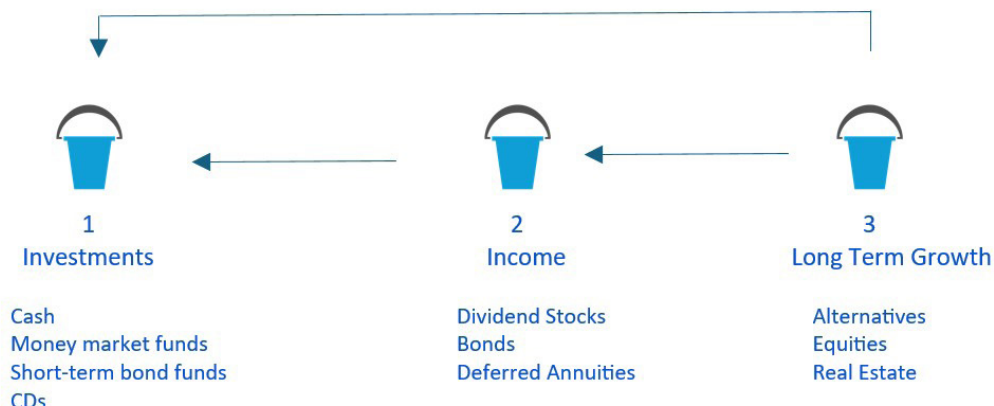 1
Investments
Cash
Money market funds
Short-term bond funds
CDs
2
Income
Dividend Stocks
Bonds
Deferred Annuities
3
Long Term Growth
Alternatives
Equities
Real Estate